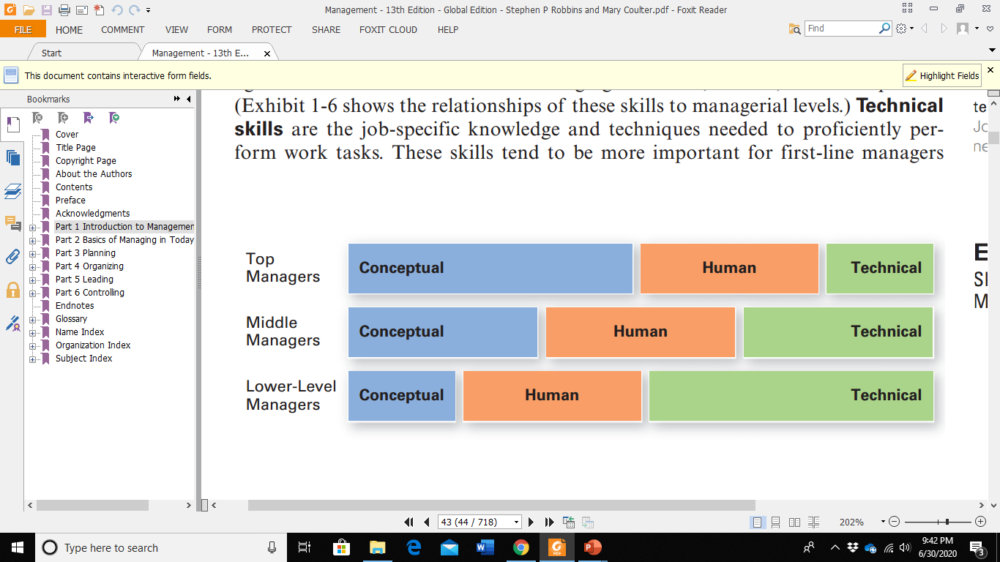 Management - 13th Edition - Global Edition - Stephen P Robbins and Mary Coulter.pdf - Foxit Reader
FILE HOME COMMENT VIEW FORM PROTECT SHARE FOXIT CLOUD HELP
Find
Start
Management - 13th E...
This document contains interactive form fields.
Highlight Fields
Bookmarks
Cover
Title Page
Copyright Page
About the Authors
Contents
Preface
Acknowledgments
Part 1 Introduction to Managemen
Part 2 Basics of Managing in Today
Part 3 Planning
Part 4 Organizing
Part 5 Leading
Part 6 Controlling
Endnotes
Glossary
Name Index
Organization Index
Subject Index
(Exhibit 1-6 shows the relationships of these skills to managerial levels.) Technical
skills are the job-specific knowledge and techniques needed to proficiently per-
form work tasks. These skills tend to be more important for first-line managers
Top
Managers
Conceptual Human Technical
Middle
Managers
Conceptual Human Technical
Lower-Level
Managers
Conceptual Human Technical
te
Jo
ne
E
M
43 (44 / 718)
202%
Type here to search
9:42 PM
6/30/2020
3